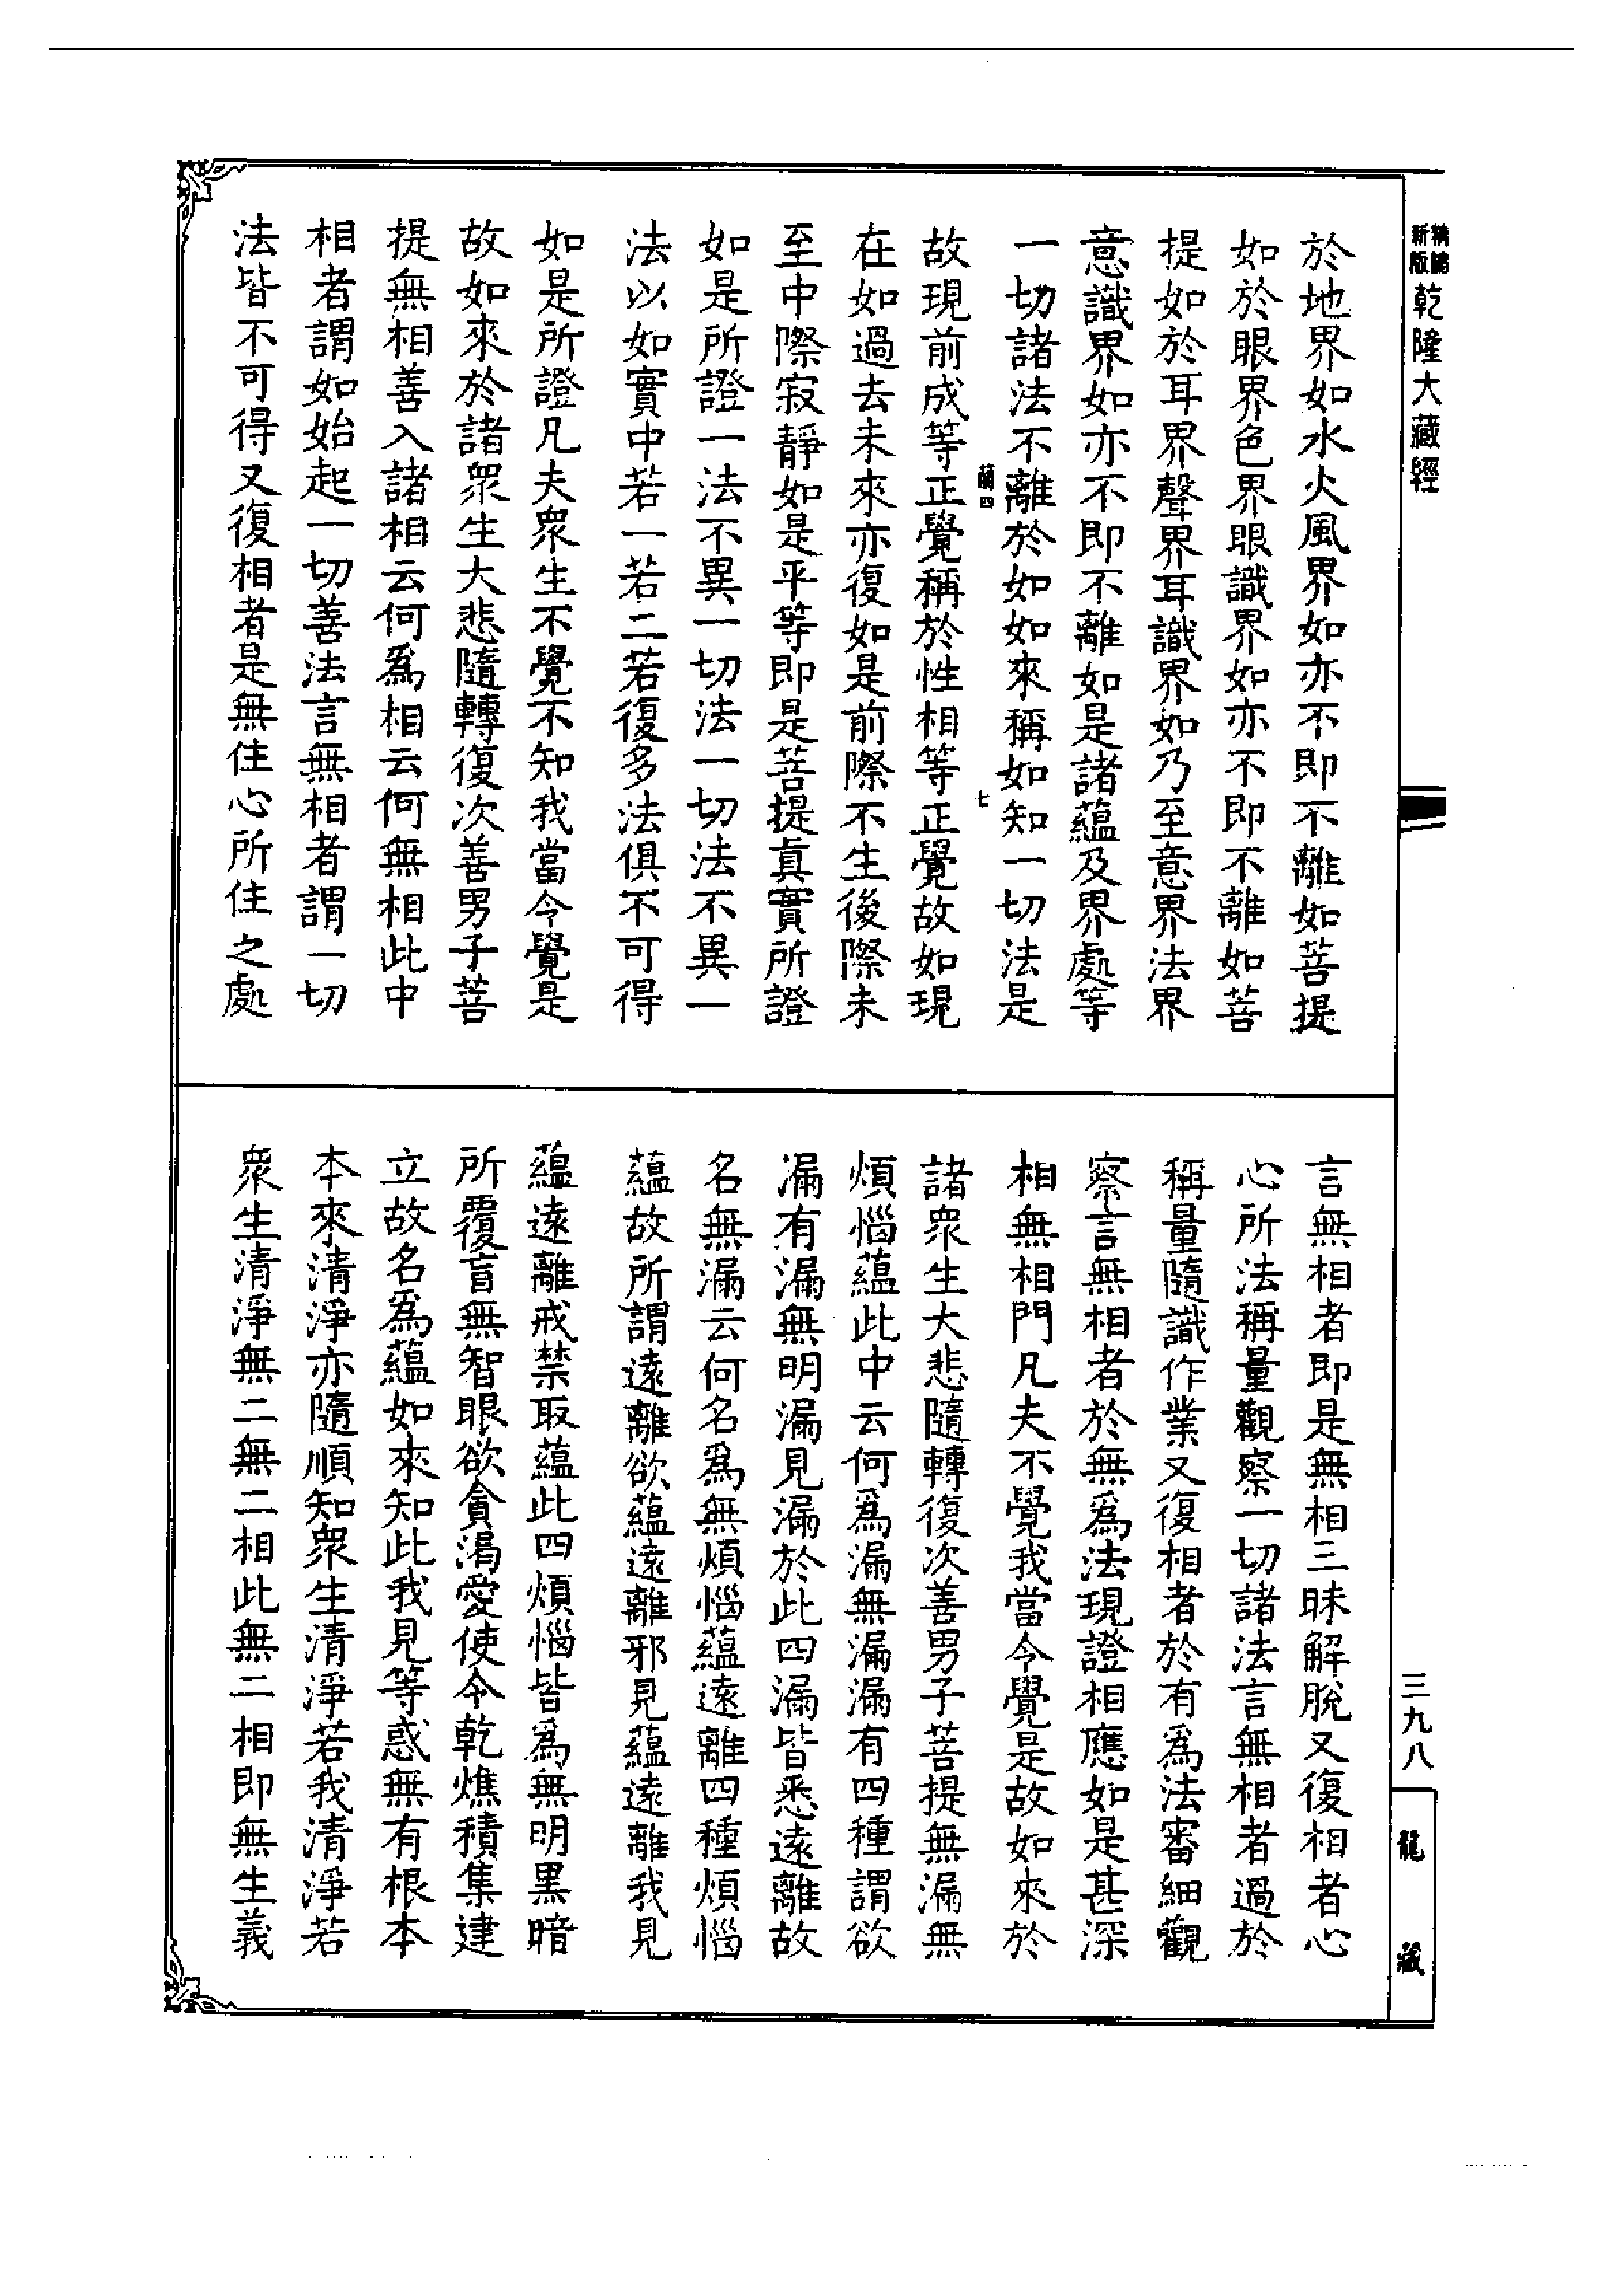 新版
精縮
乾隆大藏經
於地界如水火風界如亦不即不離如菩提
如於眼界色界眼識界如亦不即不離如菩
提如於耳界聲界耳識界如乃至意界法界
意識界如亦不即不離如是諸蘊及界處等
一切諸法不離於如如來稱如知一切法是
蘭四
七
故現前成等正覺稱於性相等正覺故如現
在如過去未來亦復如是前際不生後際未
至中際寂靜如是平等即是菩提真實所證
如是所證一法不異一切法一切法不異一
法以如實中若一若二若復多法俱不可得
如是所證凡夫眾生不覺不知我當令覺是
故如來於諸眾生大悲隨轉復次善男子菩
提無相善入諸相云何爲相云何無相此中
相者謂如始起一切善法言無相者謂一切
法皆不可得又復相者是無住心所住之處
言無相者即是無相三昧解脫又復相者心
心所法稱量觀察一切諸法言無相者過於
稱量隨識作業又復相者於有爲法審細觀
察言無相者於無爲法現證相應如是甚深
相無相門凡夫不覺我當令覺是故如來於
諸眾生大悲隨轉復次善男子菩提無漏無
煩惱蘊此中云何爲漏無漏漏有四種謂欲
漏有漏無明漏見漏於此四漏皆悉遠離故
名無漏云何名爲無煩惱蘊遠離四種煩惱
蘊故所謂遠離欲蘊遠離邪見蘊遠離我見
蘊遠離戒禁取蘊此四煩惱皆爲無明黑暗
所覆盲無智眼欲貪渴愛使令乾燋積集建
立故名爲蘊如來知此我見等惑無有根本
本來清淨亦隨順知眾生清淨若我清淨若
眾生清淨無二無二相此無二相即無生義
三九八
龍
藏